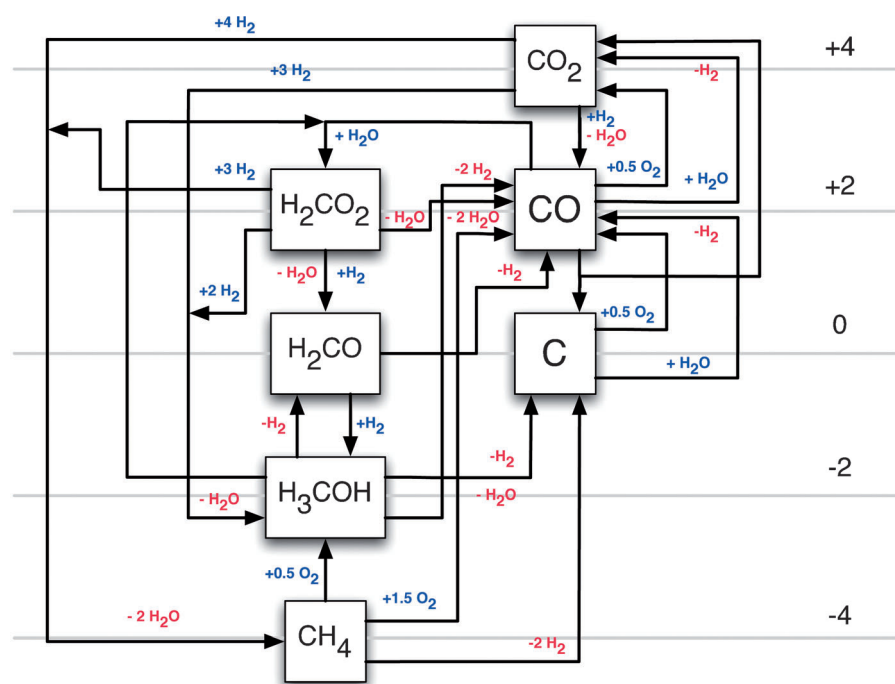 +4 H2
CO2
+4
-H2
+3 H2
+H2
- H2O
+ H2O
+3 H2
-2 H2
+0.5 O2
+ H2O
+2
H2CO2
CO
- H2O
- 2 H2O
-H2
- H2O
+H2
-H2
+2 H2
+0.5 O2
0
H2CO
C
+ H2O
-H2
+H2
-H2
-2
H3COH
- H2O
- H2O
+0.5 O2
+1.5 O2
- 2 H2O
-4
CH4
-2 H2